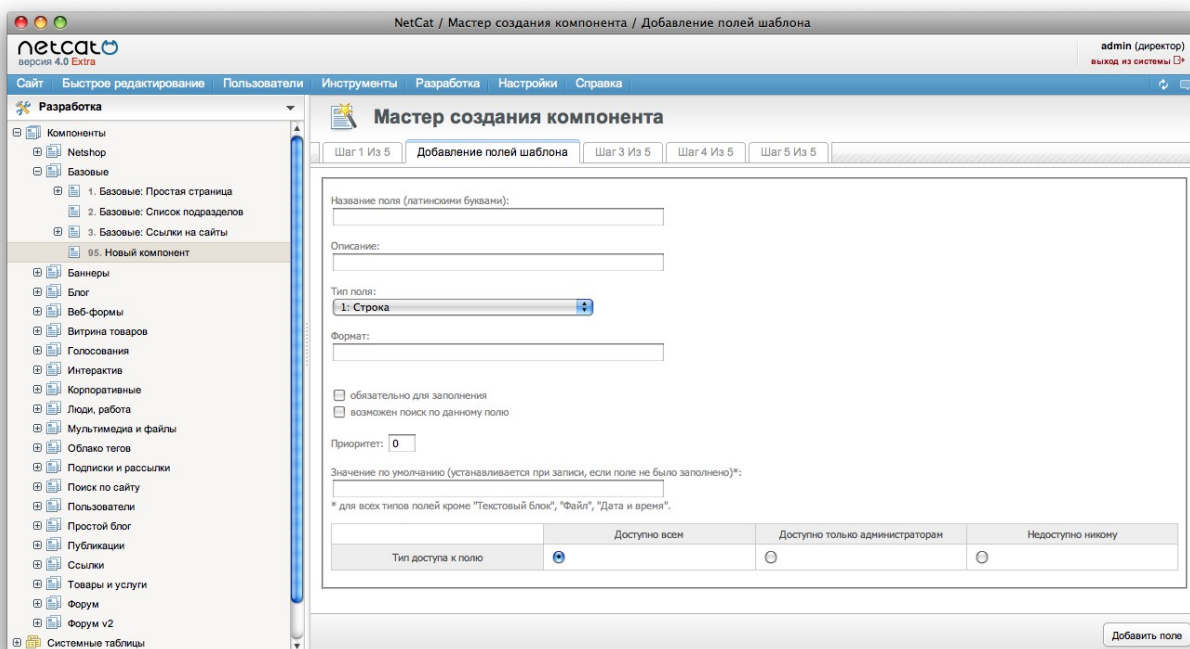 NetCat / Мастер создания компонента / Добавление полей шаблона
netcat
версия 4.0 Extra
admin (директор)
выход из системы
Сайт Быстрое редактирование Пользователи Инструменты Разработка Настройки Справка
Разработка
Компоненты
Netshop
Базовые
1. Базовые: Простая страница
2. Базовые: Список подразделов
3. Базовые: Ссылки на сайты
95. Новый компонент
Баннеры
Блог
Веб-формы
Витрина товаров
Голосования
Интерактив
Корпоративные
Люди, работа
Мультимедиа и файлы
Облако тегов
Подписки и рассылки
Поиск по сайту
Пользователи
Простой блог
Публикации
Ссылки
Товары и услуги
Форум
Форум v2
Системные таблицы
Мастер создания компонента
Шаг 1 Из 5 Добавление полей шаблона Шаг 3 Из 5 Шаг 4 Из 5 Шаг 5 Из 5
Название поля (латинскими буквами):
Описание:
Тип поля:
1: Строка
Формат:
обязательно для заполнения
возможен поиск по данному полю
Приоритет: 0
Значение по умолчанию (устанавливается при записи, если поле не было заполнено)*:
* для всех типов полей кроме "Текстовый блок", "Файл", "Дата и время".
Доступно всем Доступно только администраторам Недоступно никому
Тип доступа к полю
Добавить поле